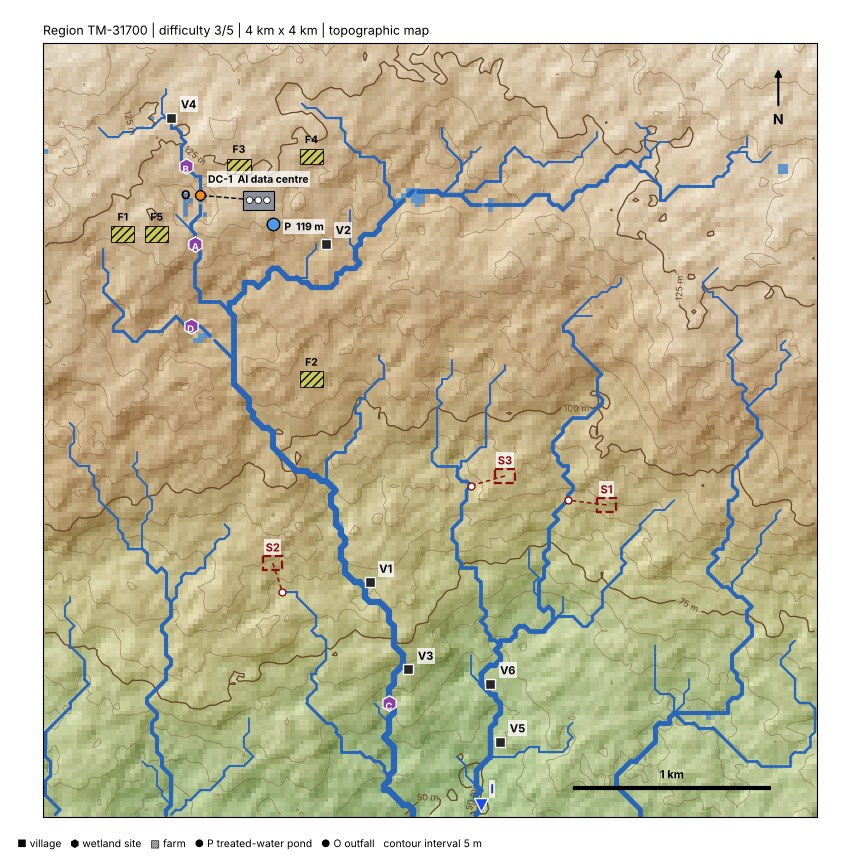 Region TM-31700 | difficulty 3/5 | 4 km x 4 km | topographic map
N
V4
125 m
125 m
B
F3
F4
DC-1 AI data centre
O
F1
F5
P 119 m
V2
A
125 m
D
F2
100 m
S3
S1
S2
V1
75 m
V3
V6
C
V5
1 km
I
50 m
50 m
village
wetland site
farm
P treated-water pond
O outfall
contour interval 5 m